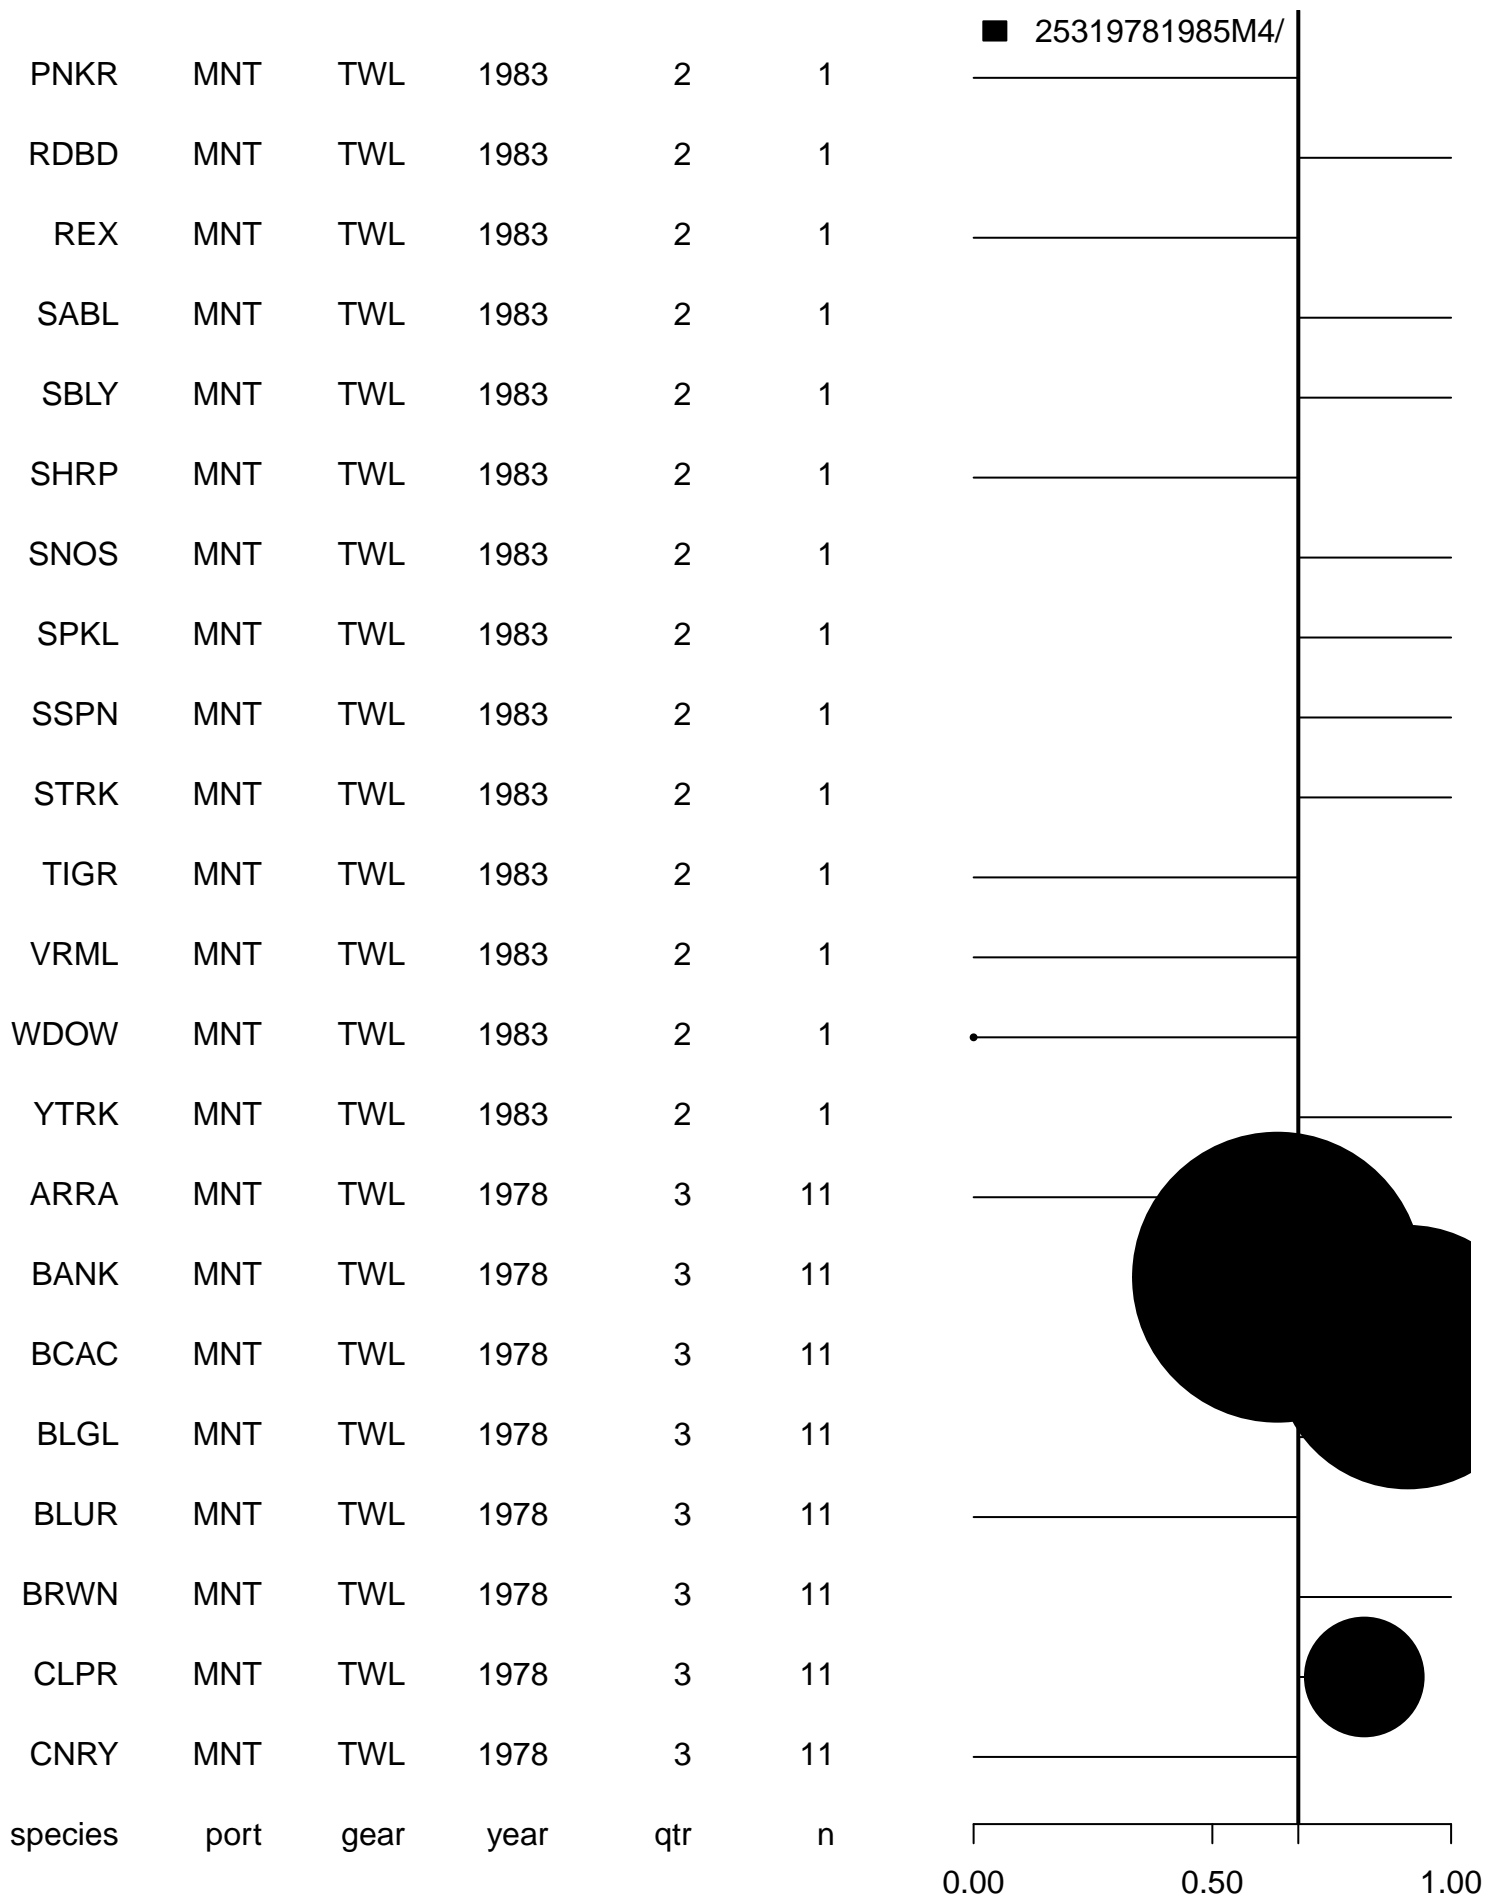 25319781985M4/
PNKR MNT TWL 1983 2 1
RDBD MNT TWL 1983 2 1
REX MNT TWL 1983 2 1
SABL MNT TWL 1983 2 1
SBLY MNT TWL 1983 2 1
SHRP MNT TWL 1983 2 1
SNOS MNT TWL 1983 2 1
SPKL MNT TWL 1983 2 1
SSPN MNT TWL 1983 2 1
STRK MNT TWL 1983 2 1
TIGR MNT TWL 1983 2 1
VRML MNT TWL 1983 2 1
WDOW MNT TWL 1983 2 1
YTRK MNT TWL 1983 2 1
ARRA MNT TWL 1978 3 11
BANK MNT TWL 1978 3 11
BCAC MNT TWL 1978 3 11
BLGL MNT TWL 1978 3 11
BLUR MNT TWL 1978 3 11
BRWN MNT TWL 1978 3 11
CLPR MNT TWL 1978 3 11
CNRY MNT TWL 1978 3 11
species port gear year qtr n
0.00 0.50 1.00